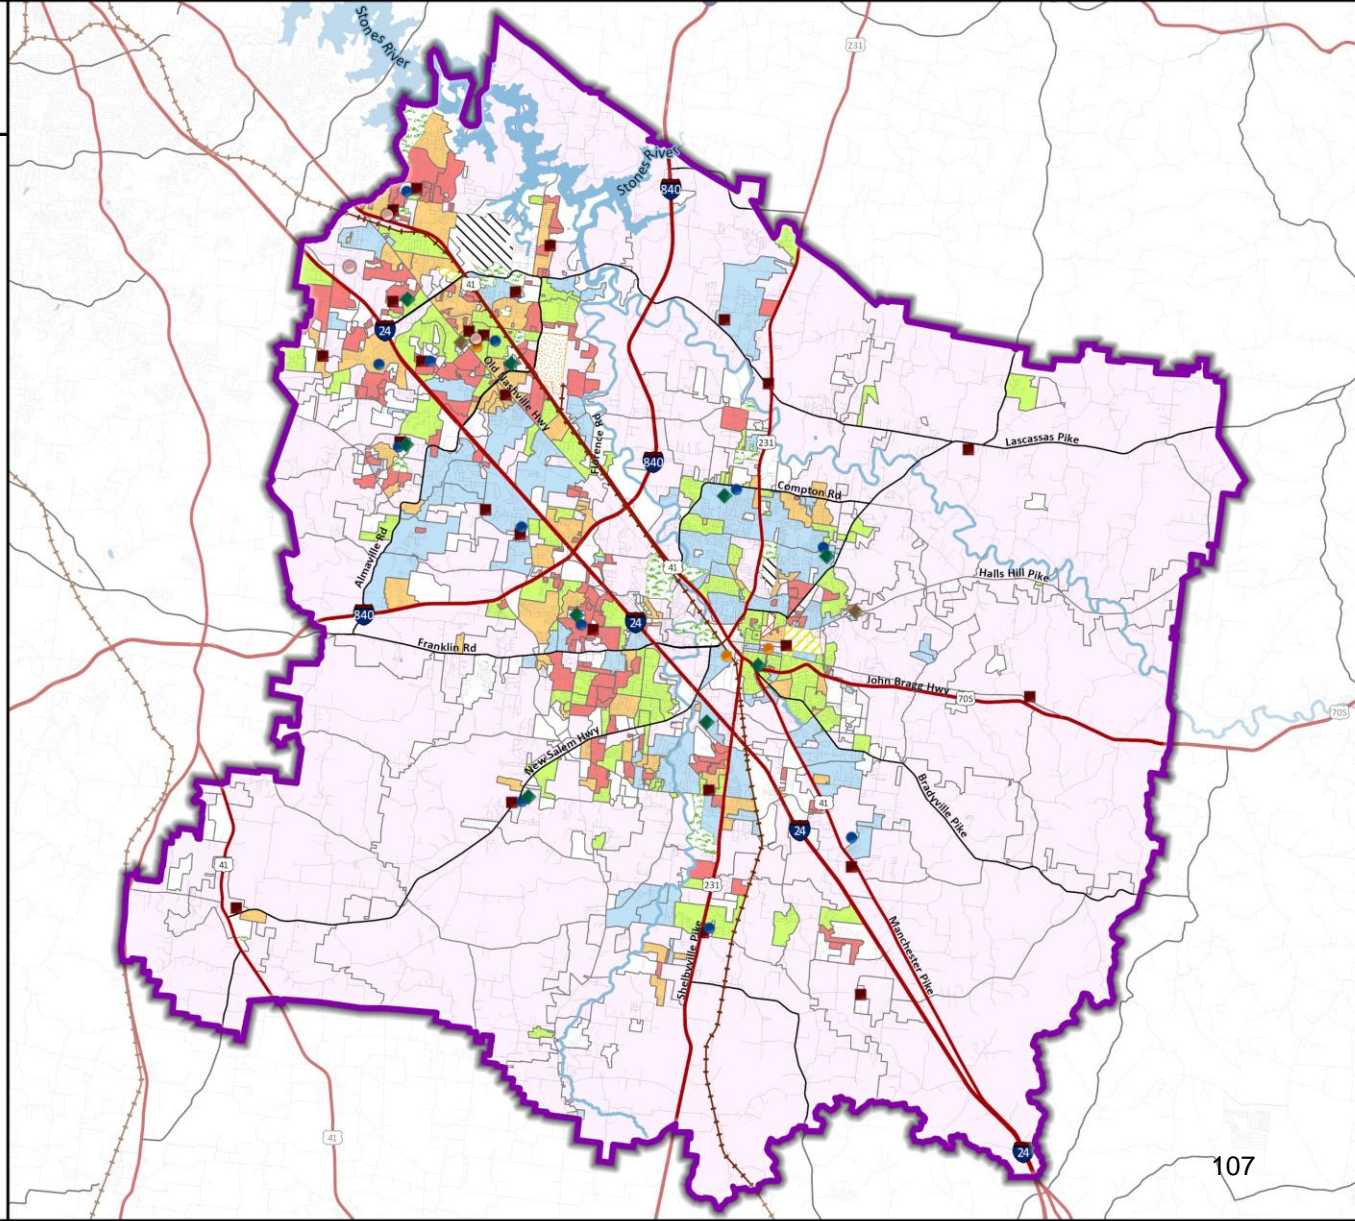 Stones River
231
Stones River
840
41
24
Old Nashville Hwy
Florence Rd
840
231
Lascassas Pike
Compton Rd
Almaville Rd
41
Halls Hill Pike
840
24
Franklin Rd
John Bragg Hwy
70S
70S
New Salem Hwy
Bradyville Pike
41
24
41
231
Shelbyville Pike
Manchester Pike
41
24
107